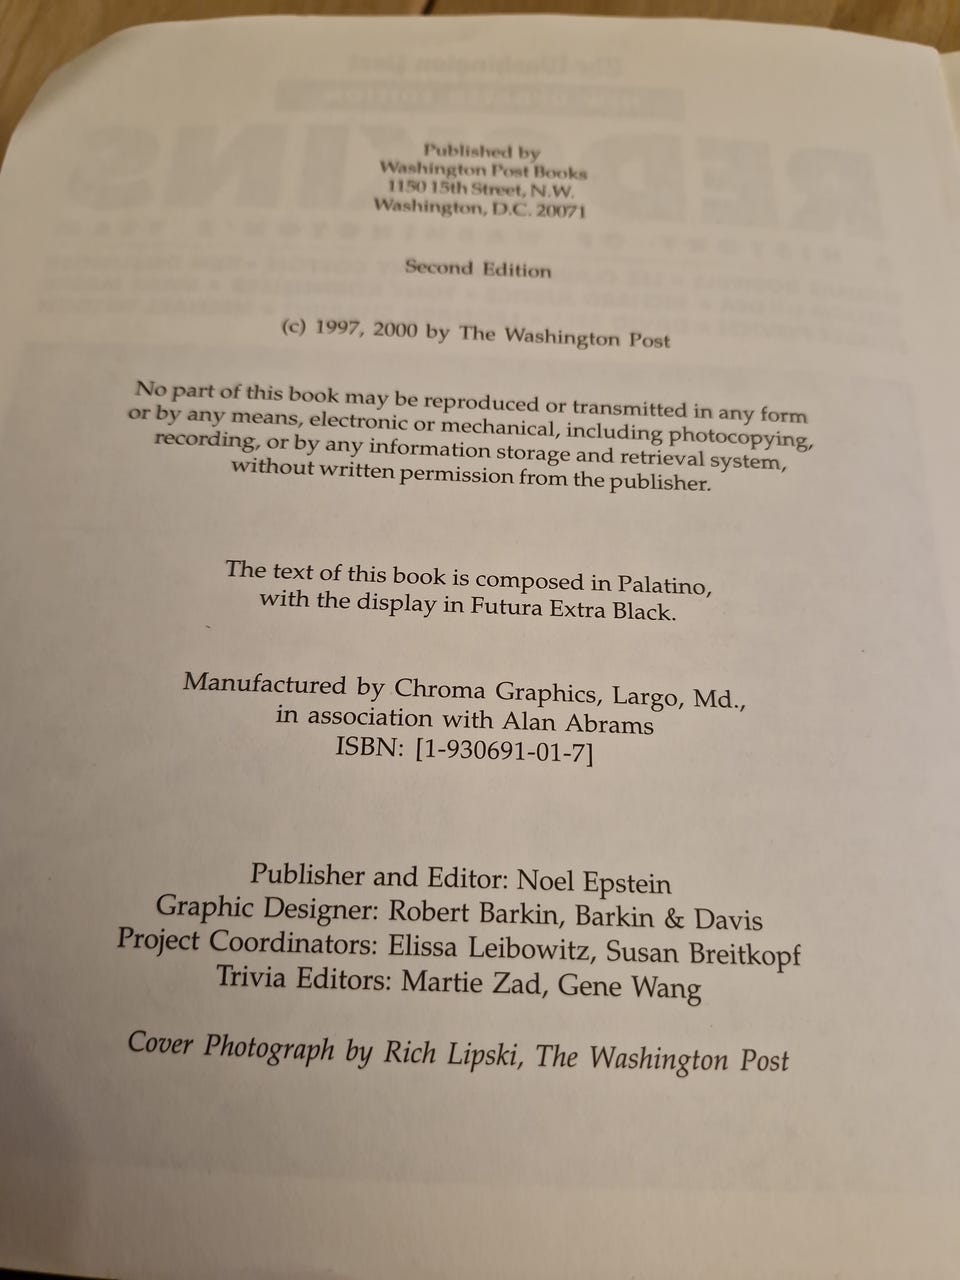 Published by
Washington Post Books
1150 15th Street, N.W.
Washington, D.C. 20071
Second Edition
(c) 1997, 2000 by The Washington Post
No part of this book may be reproduced or transmitted in any form
or by any means, electronic or mechanical, including photocopying,
recording, or by any information storage and retrieval system,
without written permission from the publisher.
The text of this book is composed in Palatino,
with the display in Futura Extra Black.
Manufactured by Chroma Graphics, Largo, Md.,
in association with Alan Abrams
ISBN: [1-930691-01-7]
Publisher and Editor: Noel Epstein
Graphic Designer: Robert Barkin, Barkin & Davis
Project Coordinators: Elissa Leibowitz, Susan Breitkopf
Trivia Editors: Martie Zad, Gene Wang
Cover Photograph by Rich Lipski, The Washington Post